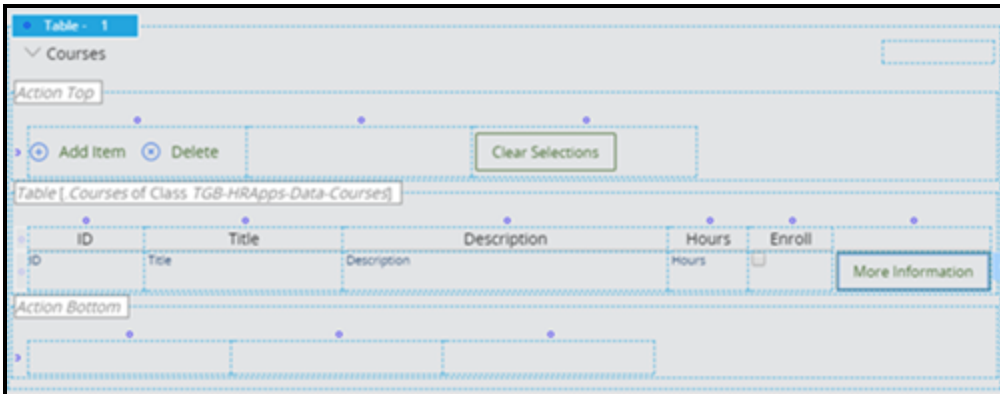 Table - 1
Courses
Action Top
Add Item Delete Clear Selections
Table [ .Courses of Class TGB-HRApps-Data-Courses]
ID Title Description Hours Enroll
ID Title Description Hours More Information
Action Bottom